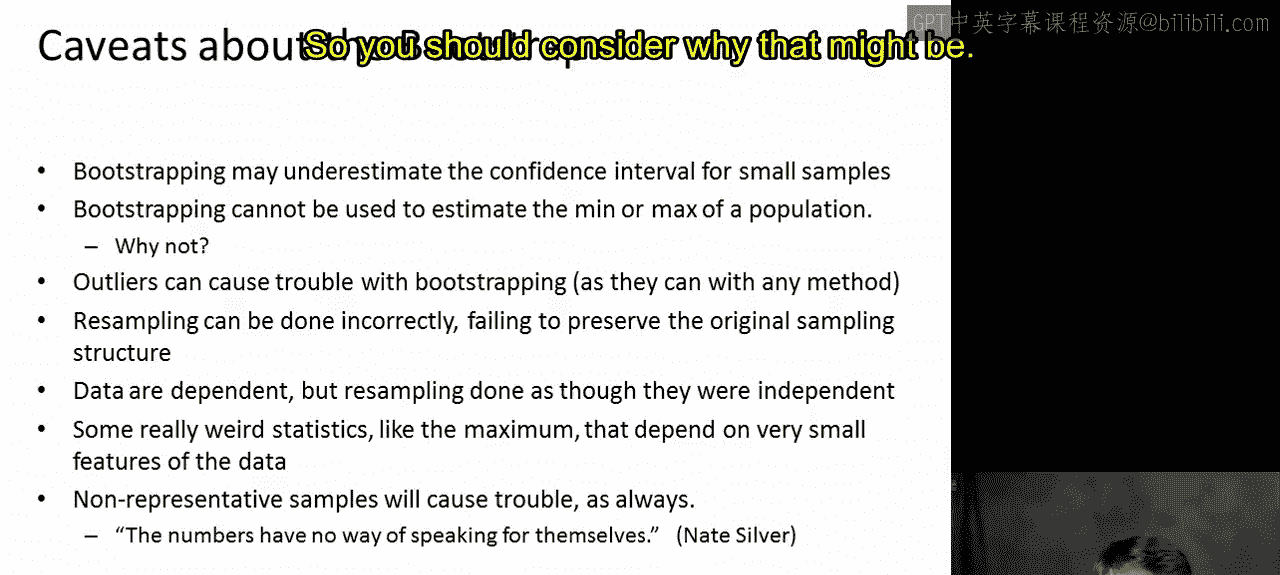 GPT中英字幕课程资源@bilibili.com
Caveats about the Bootstrap
So you should consider why that might be.
• Bootstrapping may underestimate the confidence interval for small samples
• Bootstrapping cannot be used to estimate the min or max of a population.
– Why not?
• Outliers can cause trouble with bootstrapping (as they can with any method)
• Resampling can be done incorrectly, failing to preserve the original sampling
structure
• Data are dependent, but resampling done as though they were independent
• Some really weird statistics, like the maximum, that depend on very small
features of the data
• Non-representative samples will cause trouble, as always.
– “The numbers have no way of speaking for themselves.” (Nate Silver)